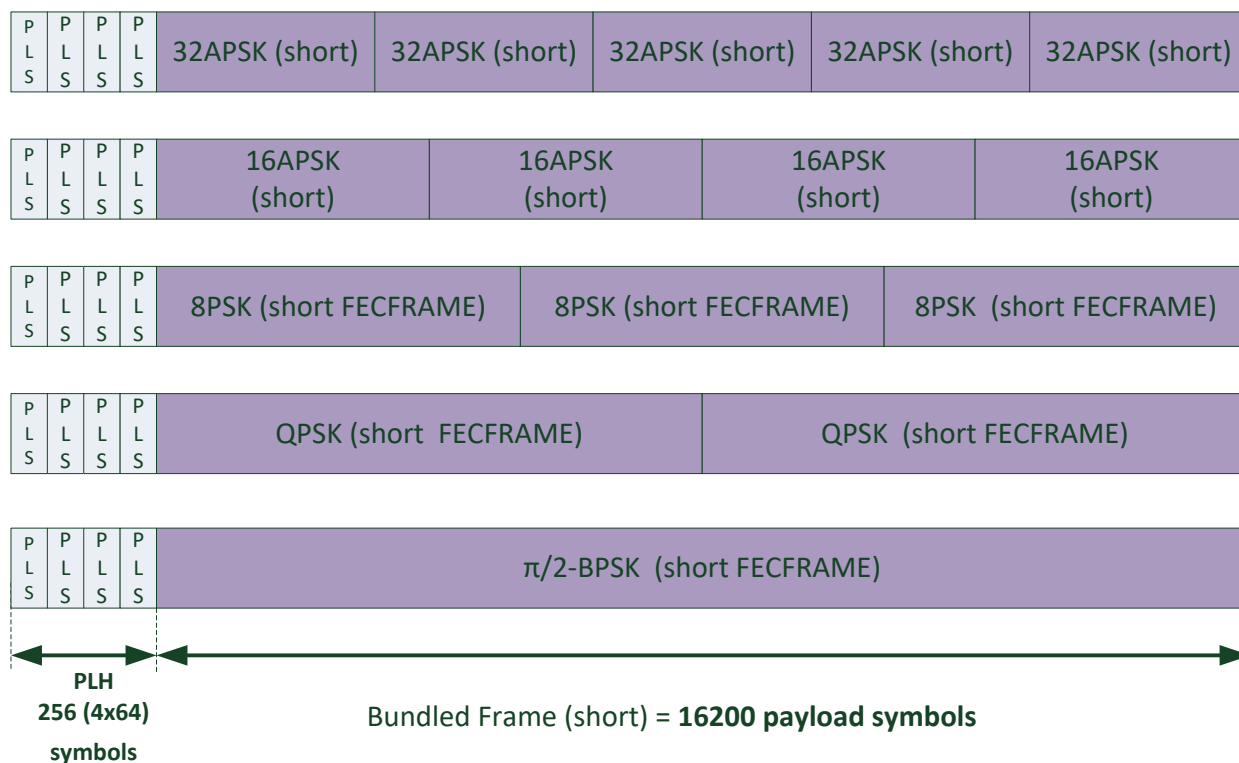 P P P P
L L L L
S S S S
32APSK (short) 32APSK (short) 32APSK (short) 32APSK (short) 32APSK (short)
P P P P
L L L L
S S S S
16APSK 16APSK 16APSK 16APSK
(short) (short) (short) (short)
P P P P
L L L L
S S S S
8PSK (short FECFRAME) 8PSK (short FECFRAME) 8PSK (short FECFRAME)
P P P P
L L L L
S S S S
QPSK (short FECFRAME) QPSK (short FECFRAME)
P P P P
L L L L
S S S S
π/2-BPSK (short FECFRAME)
PLH
256 (4x64)
symbols
Bundled Frame (short) = 16200 payload symbols